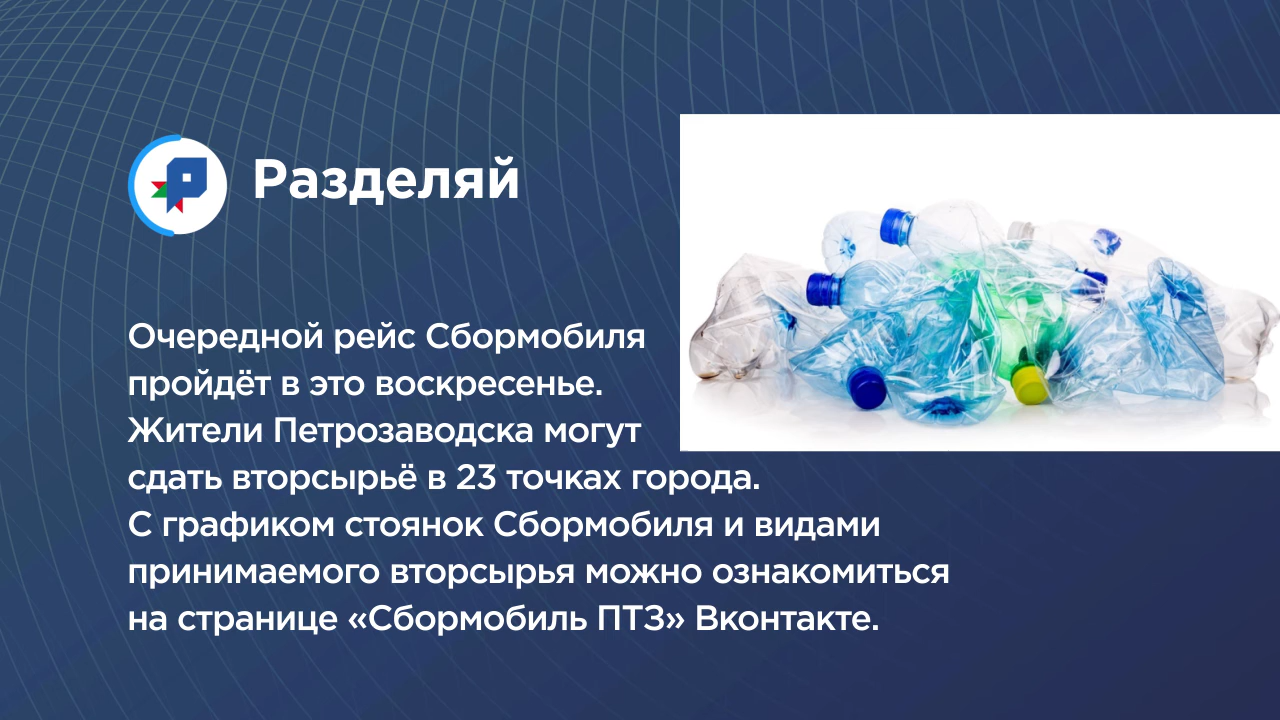 Разделяй
Очередной рейс Сбормобиля
пройдёт в это воскресенье.
Жители Петрозаводска могут
сдать вторсырьё в 23 точках города.
С графиком стоянок Сбормобиля и видами
принимаемого вторсырья можно ознакомиться
на странице «Сбормобиль ПТЗ» Вконтакте.